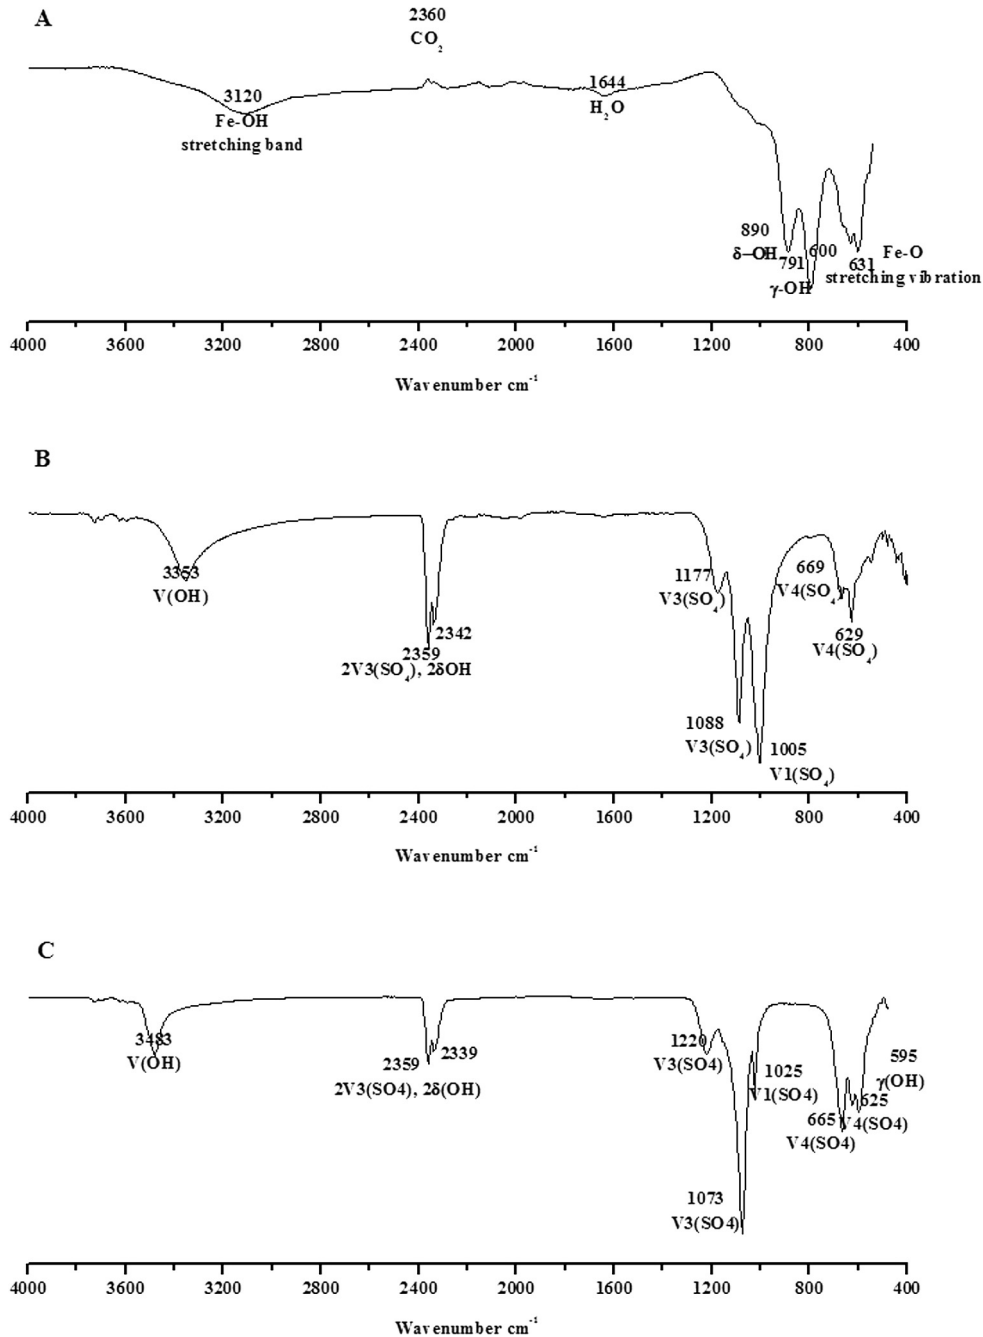 A
2360
CO2
3120
Fe-OH
stretching band
1644
H2O
890
δ–OH
791
γ-OH
600
631
Fe-O
stretching vibration
4000 3600 3200 2800 2400 2000 1600 1200 800 400
Wavenumber cm-1
B
3353
V(OH)
2342
2359
2V3(SO4), 2δOH
1177
V3(SO4)
669
V4(SO4)
629
V4(SO4)
1088
V3(SO4)
1005
V1(SO4)
4000 3600 3200 2800 2400 2000 1600 1200 800 400
Wavenumber cm-1
C
3483
V(OH)
2359
2339
2V3(SO4), 2δ(OH)
1220
V3(SO4)
1025
V1(SO4)
595
γ(OH)
625
V4(SO4)
665
V4(SO4)
1073
V3(SO4)
4000 3600 3200 2800 2400 2000 1600 1200 800 400
Wavenumber cm-1